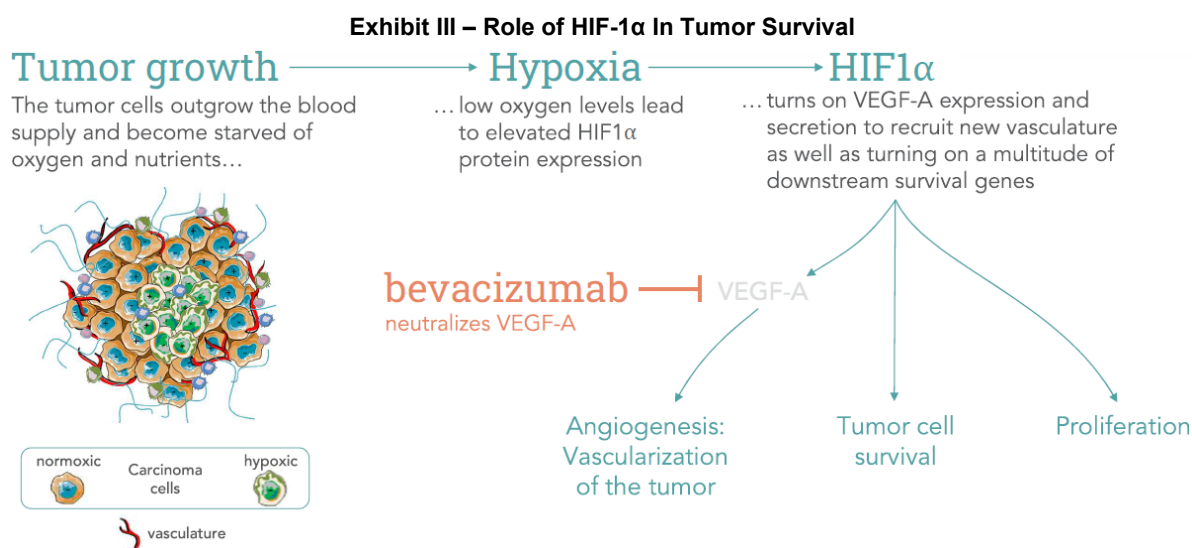 Exhibit III – Role of HIF-1α In Tumor Survival
Tumor growth
Hypoxia
HIF1α
The tumor cells outgrow the blood
supply and become starved of
oxygen and nutrients...
... low oxygen levels lead
to elevated HIF1α
protein expression
... turns on VEGF-A expression and
secretion to recruit new vasculature
as well as turning on a multitude of
downstream survival genes
bevacizumab
neutralizes VEGF-A
VEGF-A
Angiogenesis:
Vascularization
of the tumor
Tumor cell
survival
Proliferation
normoxic
Carcinoma
cells
hypoxic
vasculature